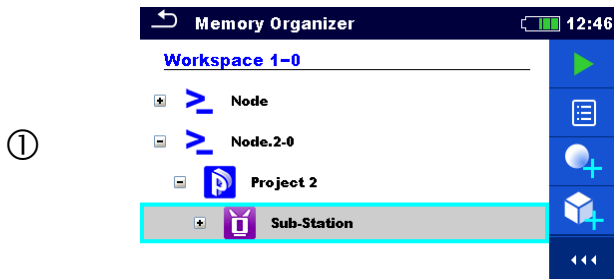 Memory Organizer 12:46
Workspace 1-0
Node
①
Node.2-0
Project 2
Sub-Station